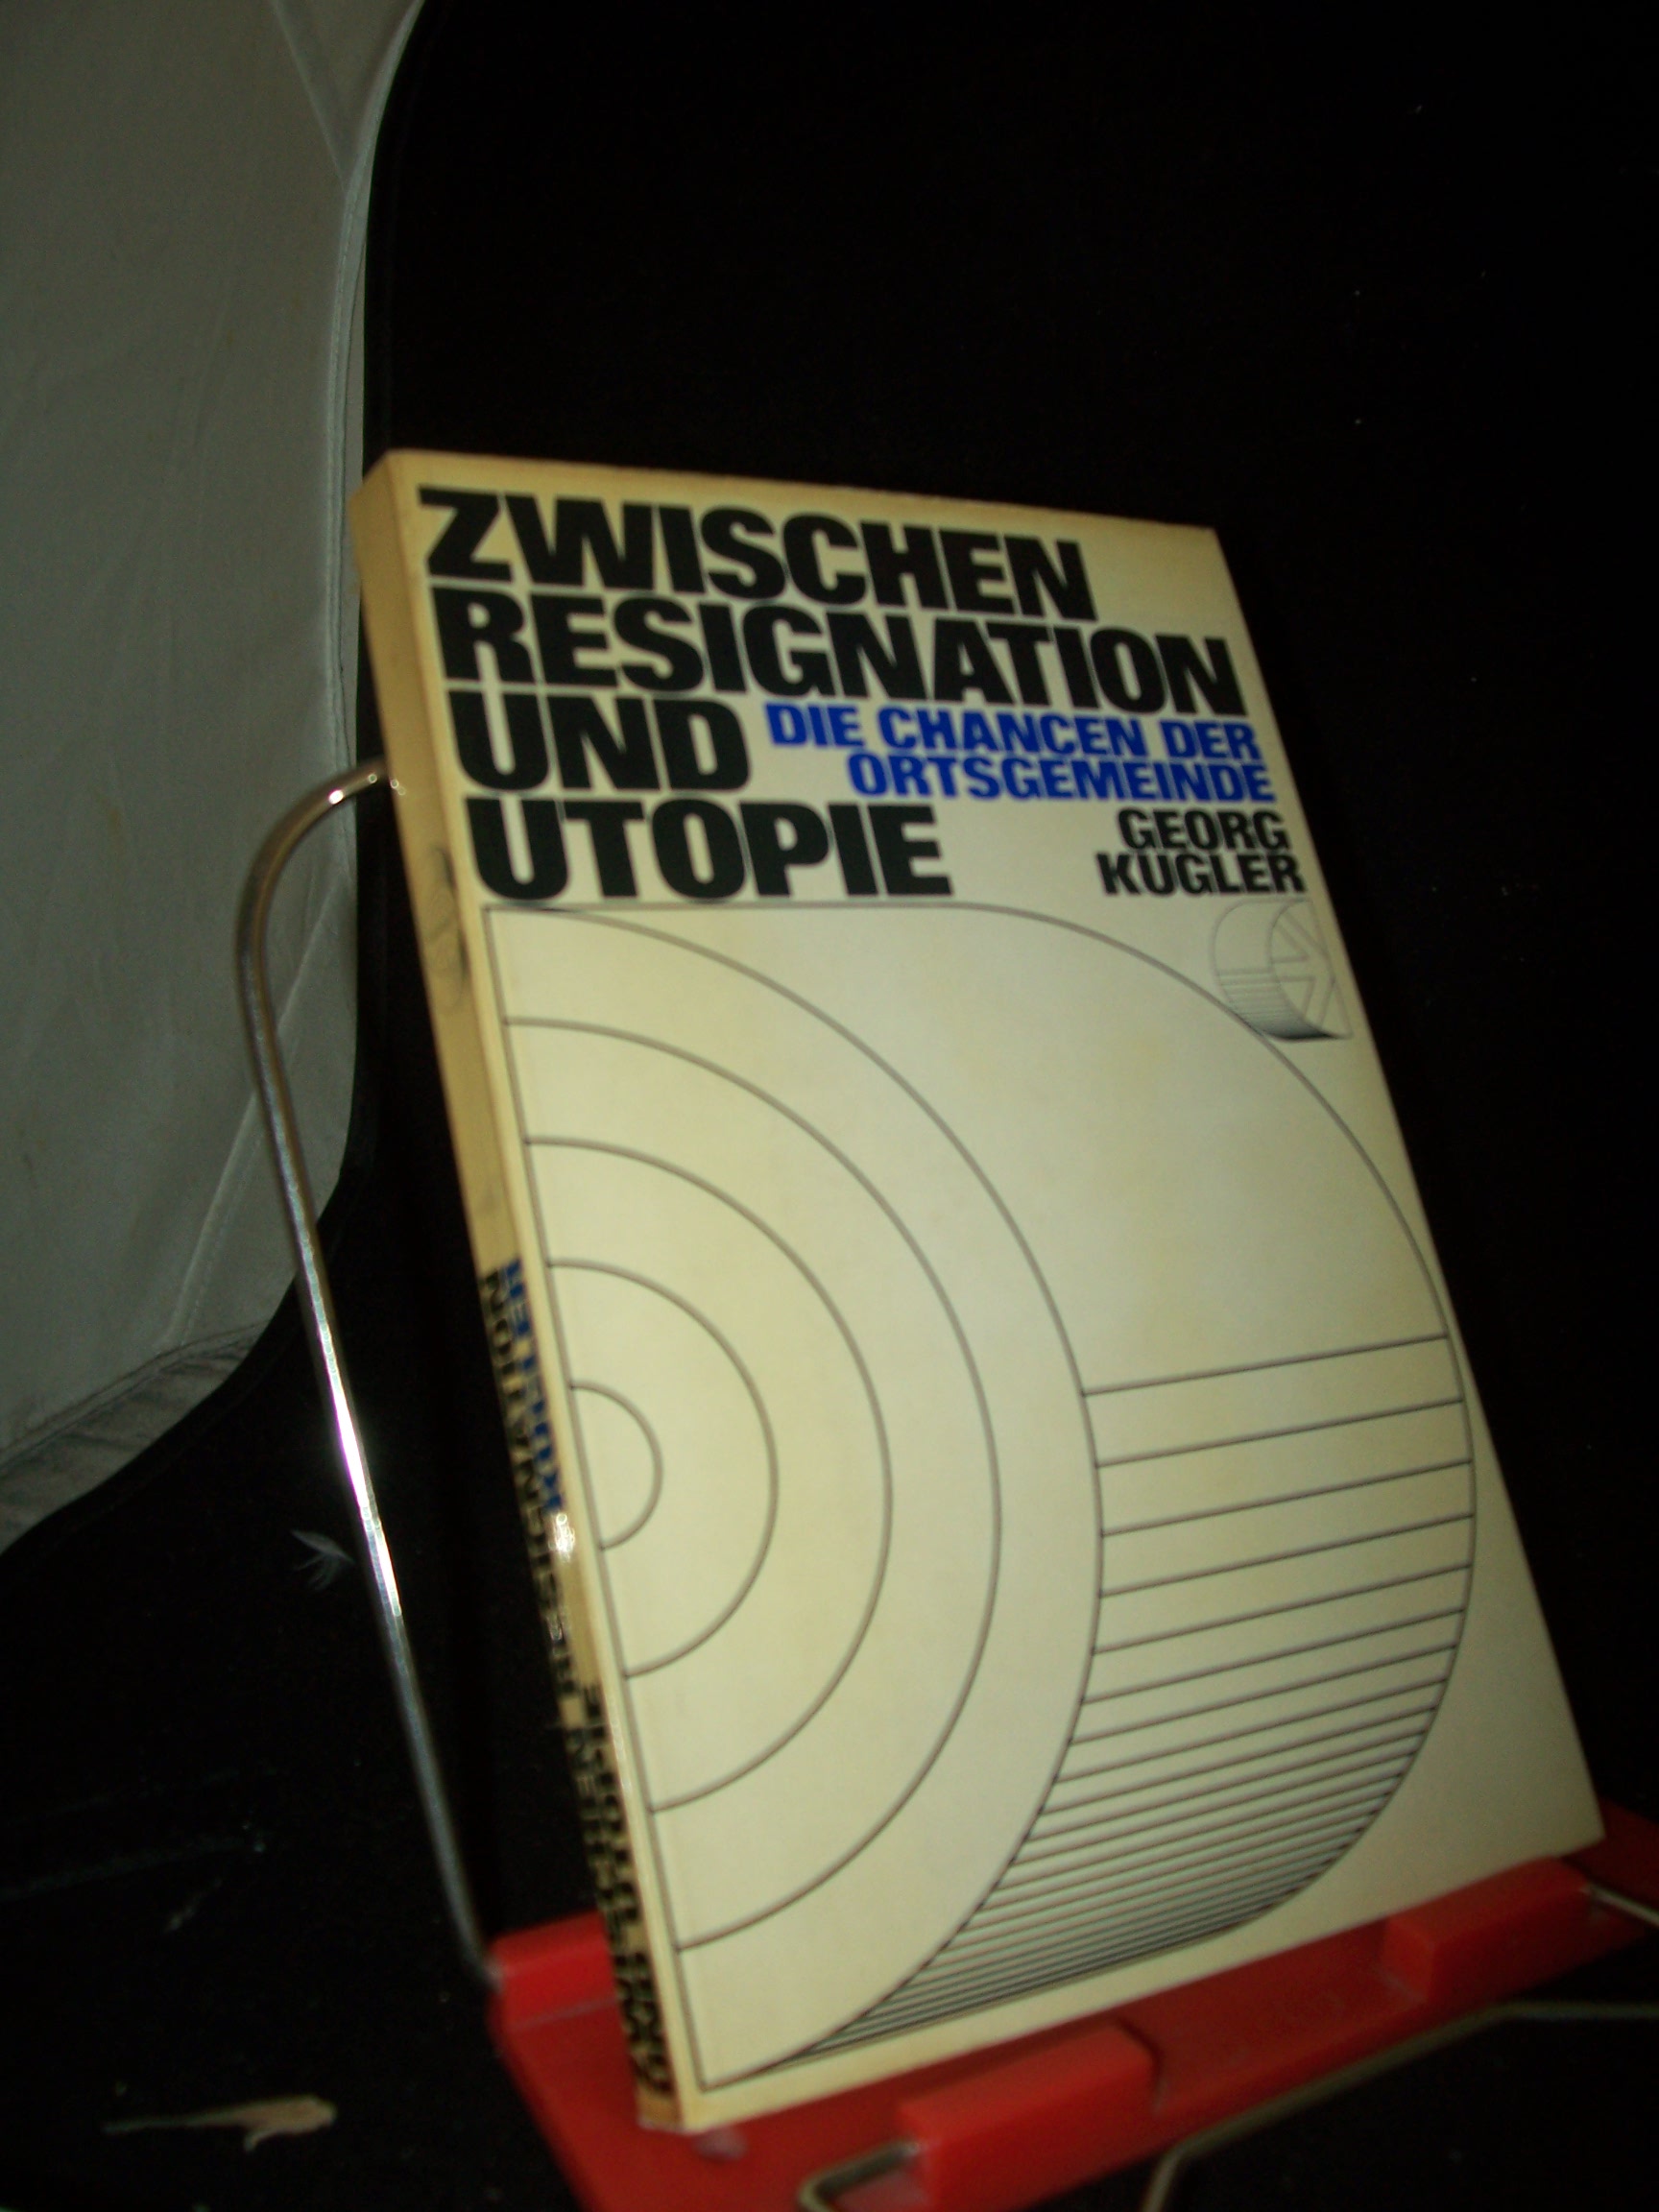 ZWISCHEN
RESIGNATION
UND
UTOPIE
DIE CHANCEN DER
ORTSGEMEINDE
GEORG
KUGLER